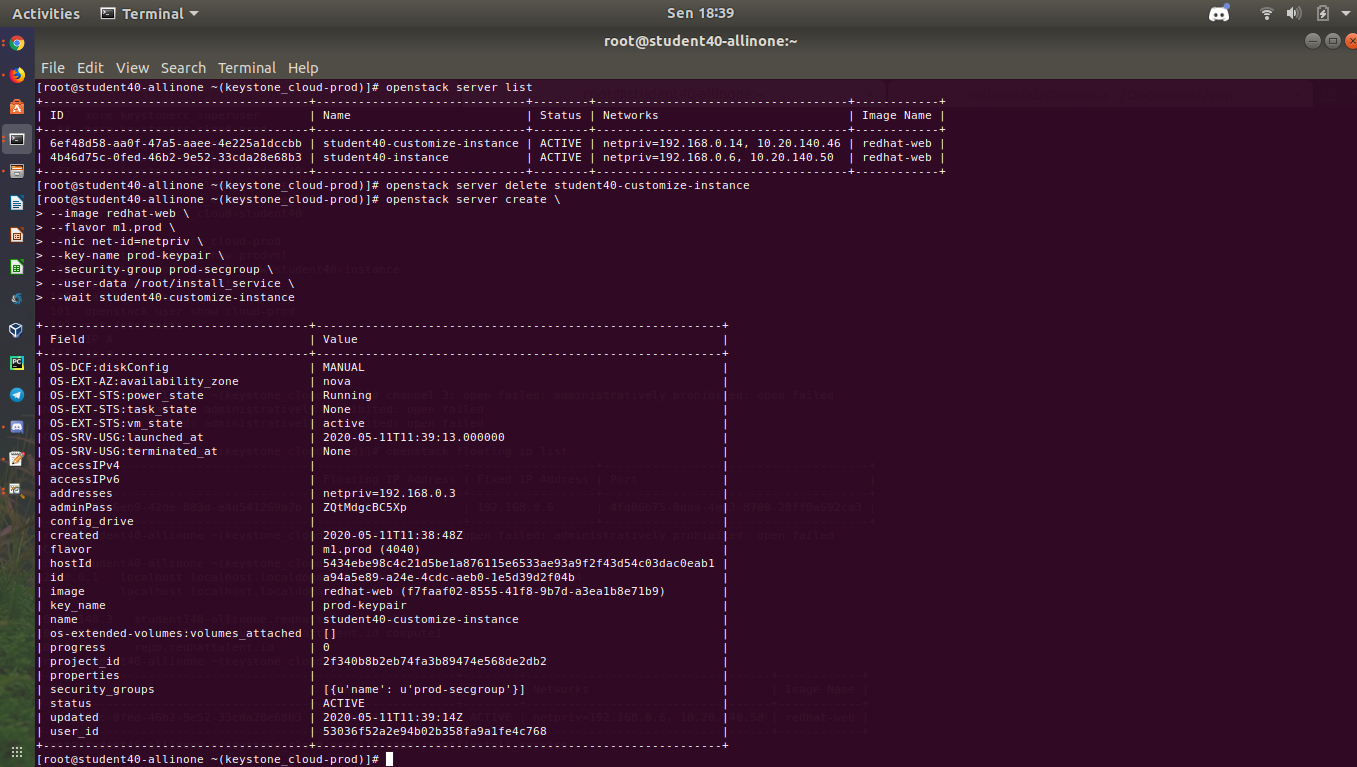 Activities Terminal Sen 18:39
root@student40-allinone:~
File Edit View Search Terminal Help
[root@student40-allinone ~(keystone_cloud-prod)]# openstack server list
+--------------------------------------+------------------------------+--------+------------------------------------+------------+
| ID | Name | Status | Networks | Image Name |
+--------------------------------------+------------------------------+--------+------------------------------------+------------+
| 6ef48d58-aa0f-47a5-aaee-4e225a1dccbb | student40-customize-instance | ACTIVE | netpriv=192.168.0.14, 10.20.140.46 | redhat-web |
| 4b46d75c-0fed-46b2-9e52-33cda28e68b3 | student40-instance | ACTIVE | netpriv=192.168.0.6, 10.20.140.50 | redhat-web |
+--------------------------------------+------------------------------+--------+------------------------------------+------------+
[root@student40-allinone ~(keystone_cloud-prod)]# openstack server delete student40-customize-instance
[root@student40-allinone ~(keystone_cloud-prod)]# openstack server create \
> --image redhat-web \
> --flavor m1.prod \
> --nic net-id=netpriv \
> --key-name prod-keypair \
> --security-group prod-secgroup \
> --user-data /root/install_service \
> --wait student40-customize-instance
+--------------------------------------+----------------------------------------------------------+
| Field | Value |
+--------------------------------------+----------------------------------------------------------+
| OS-DCF:diskConfig | MANUAL |
| OS-EXT-AZ:availability_zone | nova |
| OS-EXT-STS:power_state | Running |
| OS-EXT-STS:task_state | None |
| OS-EXT-STS:vm_state | active |
| OS-SRV-USG:launched_at | 2020-05-11T11:39:13.000000 |
| OS-SRV-USG:terminated_at | None |
| accessIPv4 | |
| accessIPv6 | |
| addresses | netpriv=192.168.0.3 |
| adminPass | ZQtMdgcBC5Xp |
| config_drive | |
| created | 2020-05-11T11:38:48Z |
| flavor | m1.prod (4040) |
| hostId | 5434ebe98c4c21d5be1a876115e6533ae93a9f2f43d54c03dac0eab1 |
| id | a94a5e89-a24e-4cdc-aeb0-1e5d39d2f04b |
| image | redhat-web (f7faaf02-8555-41f8-9b7d-a3ea1b8e71b9) |
| key_name | prod-keypair |
| name | student40-customize-instance |
| os-extended-volumes:volumes_attached | [] |
| progress | 0 |
| project_id | 2f340b8b2eb74fa3b89474e568de2db2 |
| properties | |
| security_groups | [{u'name': u'prod-secgroup'}] |
| status | ACTIVE |
| updated | 2020-05-11T11:39:14Z |
| user_id | 53036f52a2e94b02b358fa9a1fe4c768 |
+--------------------------------------+----------------------------------------------------------+
[root@student40-allinone ~(keystone_cloud-prod)]#